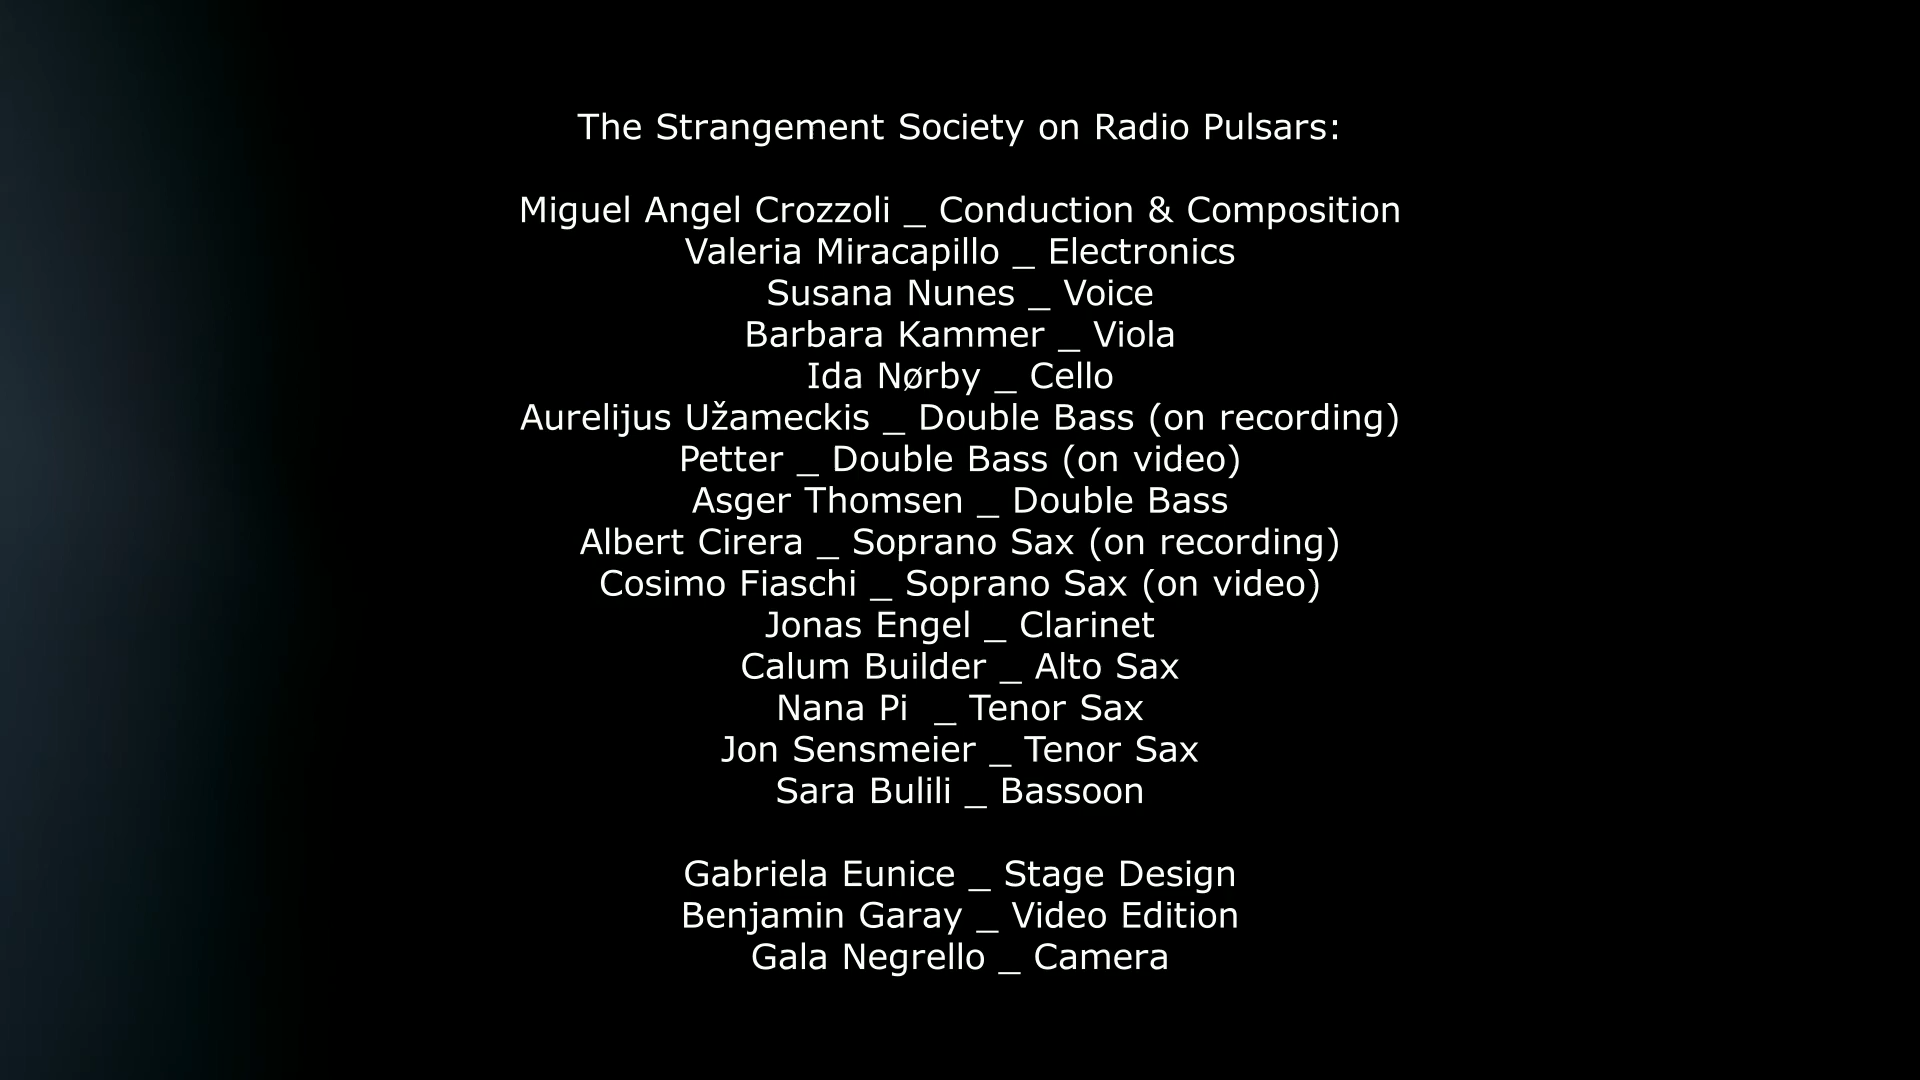 The Strangement Society on Radio Pulsars:
Miguel Angel Crozzoli _ Conduction & Composition
Valeria Miracapillo _ Electronics
Susana Nunes _ Voice
Barbara Kammer _ Viola
Ida Nørby _ Cello
Aurelijus Užameckis _ Double Bass (on recording)
Petter _ Double Bass (on video)
Asger Thomsen _ Double Bass
Albert Cirera _ Soprano Sax (on recording)
Cosimo Fiaschi _ Soprano Sax (on video)
Jonas Engel _ Clarinet
Calum Builder _ Alto Sax
Nana Pi  _ Tenor Sax
Jon Sensmeier _ Tenor Sax
Sara Bulili _ Bassoon
Gabriela Eunice _ Stage Design
Benjamin Garay _ Video Edition
Gala Negrello _ Camera